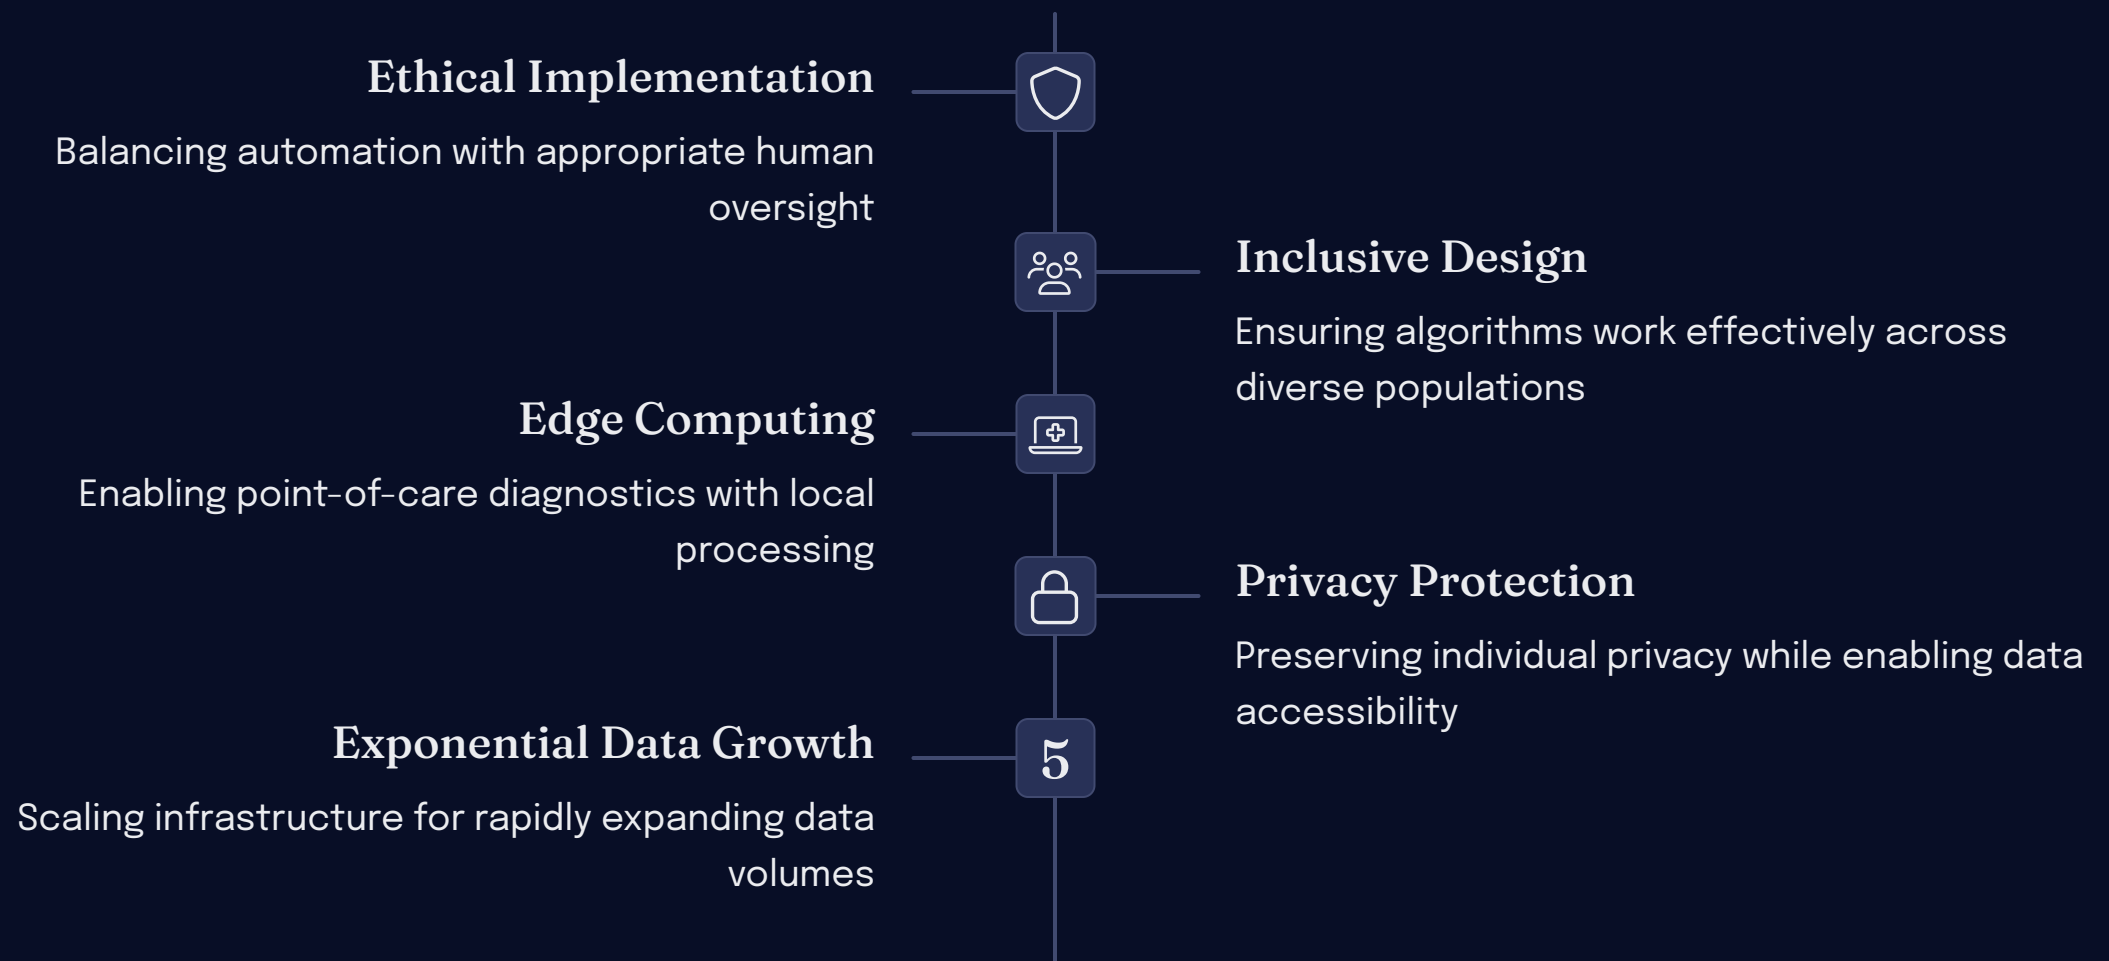 Ethical Implementation
Balancing automation with appropriate human
oversight
Inclusive Design
Ensuring algorithms work effectively across
diverse populations
Edge Computing
Enabling point-of-care diagnostics with local
processing
Privacy Protection
Preserving individual privacy while enabling data
accessibility
Exponential Data Growth
5
Scaling infrastructure for rapidly expanding data
volumes